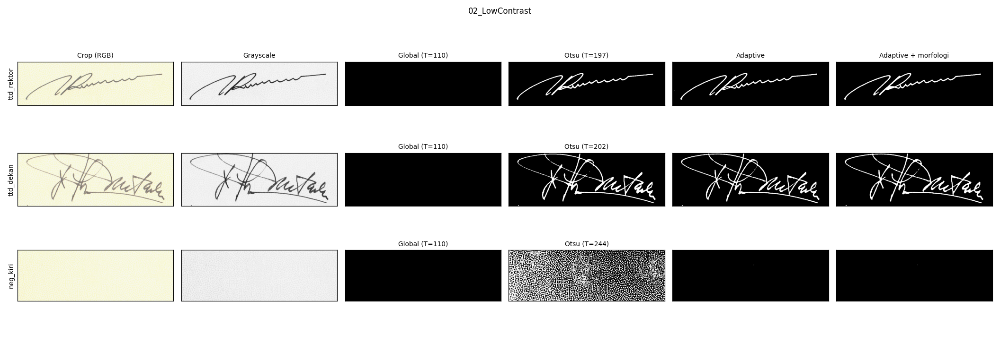 02_LowContrast
Crop (RGB) Grayscale Global (T=110) Otsu (T=197) Adaptive Adaptive + morfologi
ttd_rektor
Global (T=110) Otsu (T=202)
ttd_dekan
Global (T=110) Otsu (T=244)
neg_kiri